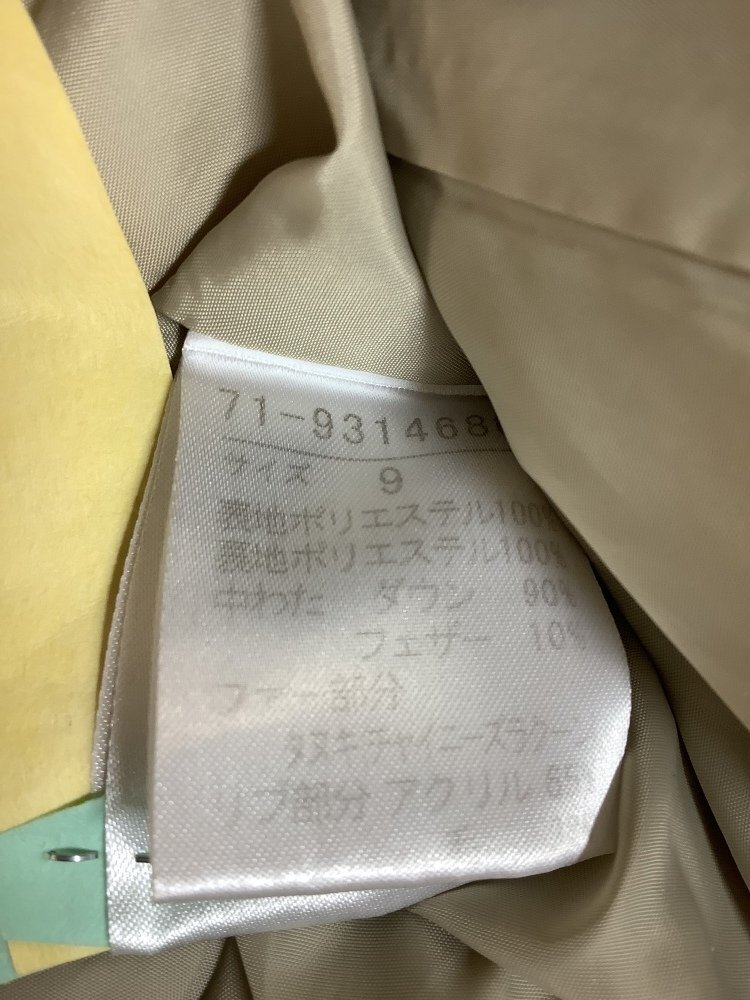 71-931468
サイズ 9
表地ポリエステル100%
表地ポリエステル100%
中わた ダウン 90%
フェザー 10%
ファー部分
タヌキチャイニーズラクーン
リブ部分 アクリル